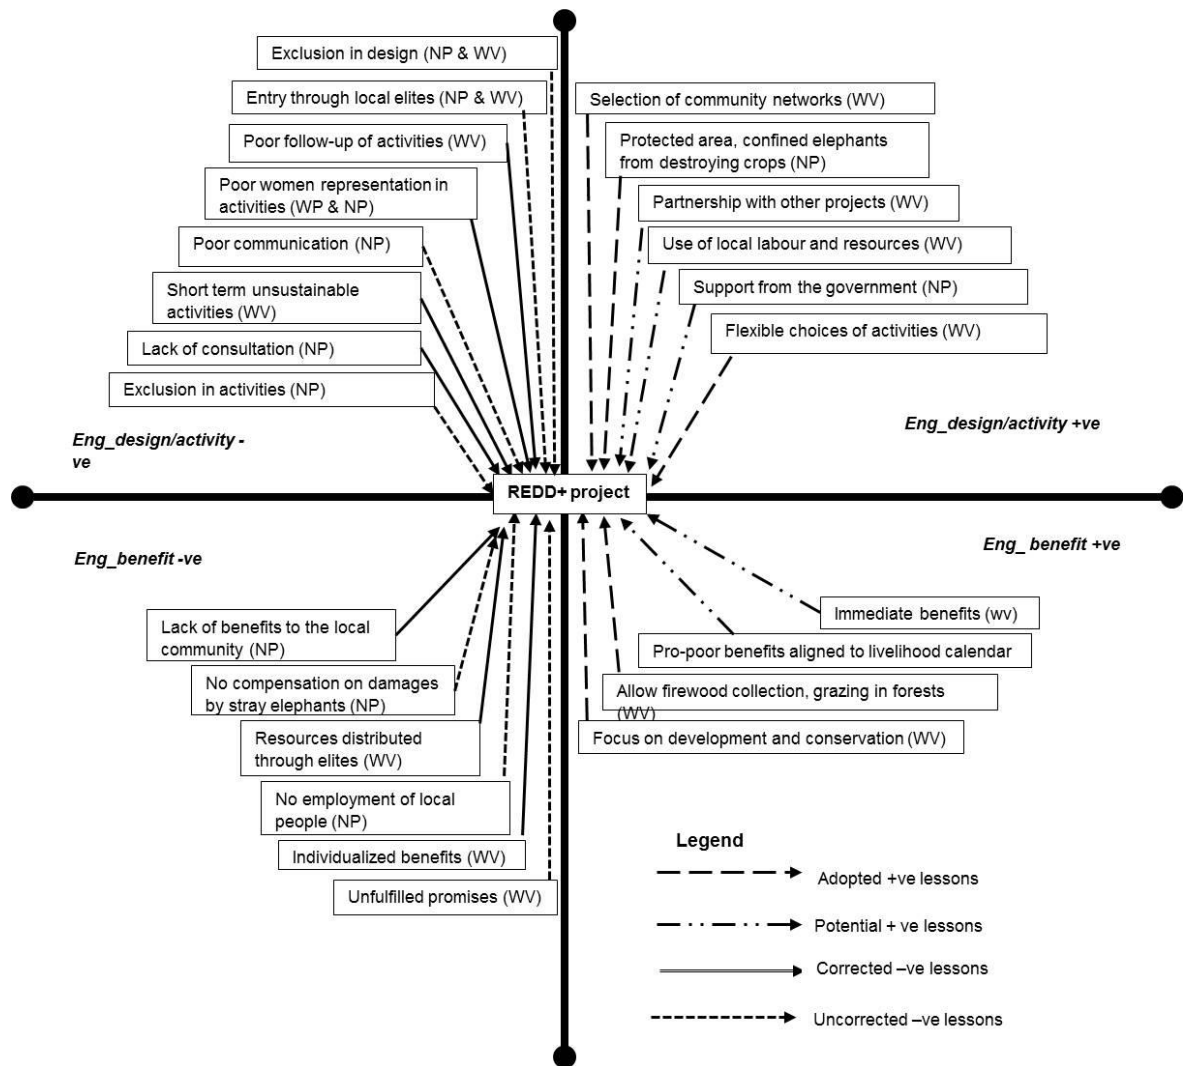 Exclusion in design (NP & WV)
Entry through local elites (NP & WV)
Poor follow-up of activities (WV)
Poor women representation in
activities (WP & NP)
Poor communication (NP)
Short term unsustainable
activities (WV)
Lack of consultation (NP)
Exclusion in activities (NP)
Eng_design/activity -
ve
Selection of community networks (WV)
Protected area, confined elephants
from destroying crops (NP)
Partnership with other projects (WV)
Use of local labour and resources (WV)
Support from the government (NP)
Flexible choices of activities (WV)
Eng_design/activity +ve
REDD+ project
Eng_benefit -ve
Lack of benefits to the local
community (NP)
No compensation on damages
by stray elephants (NP)
Resources distributed
through elites (WV)
No employment of local
people (NP)
Individualized benefits (WV)
Unfulfilled promises (WV)
Eng_ benefit +ve
Immediate benefits (wv)
Pro-poor benefits aligned to livelihood calendar
Allow firewood collection, grazing in forests
(WV)
Focus on development and conservation (WV)
Legend
Adopted +ve lessons
Potential + ve lessons
Corrected –ve lessons
Uncorrected –ve lessons